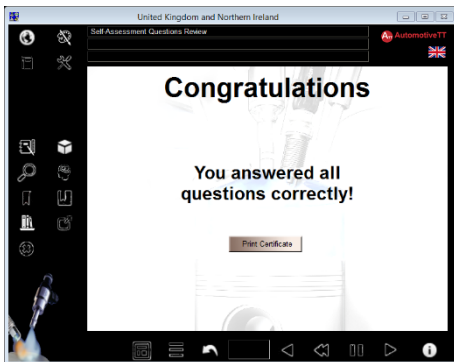 United Kingdom and Northern Ireland
Self-Assessment Questions Review
AutomotiveTT
Congratulations
You answered all
questions correctly!
Print Certificate